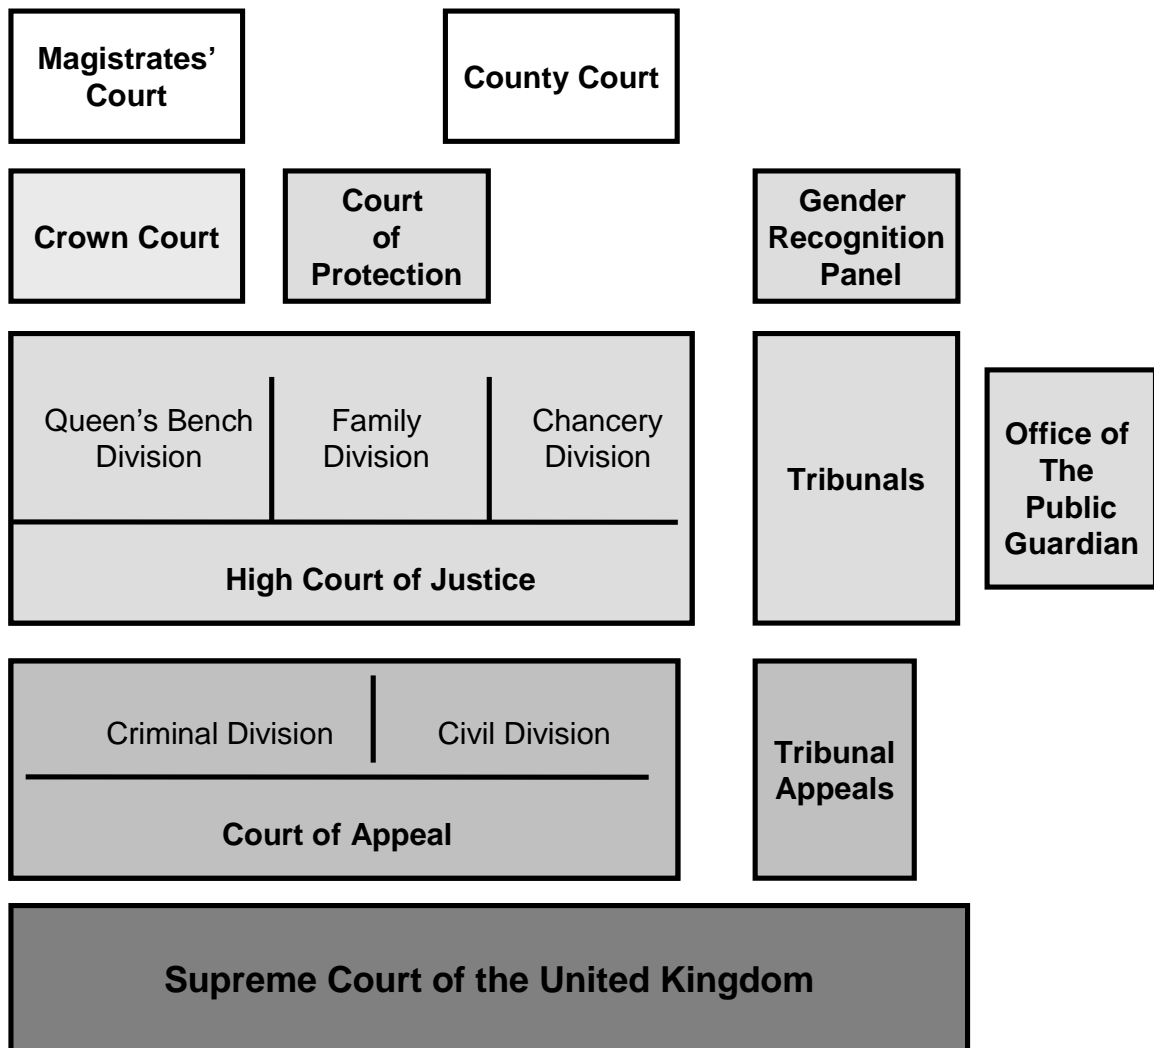 Magistrates’
Court
County Court
Crown Court
Court
of
Protection
Gender
Recognition
Panel
Queen’s Bench
Division
Family
Division
Chancery
Division
High Court of Justice
Tribunals
Office of
The
Public
Guardian
Criminal Division
Civil Division
Court of Appeal
Tribunal
Appeals
Supreme Court of the United Kingdom